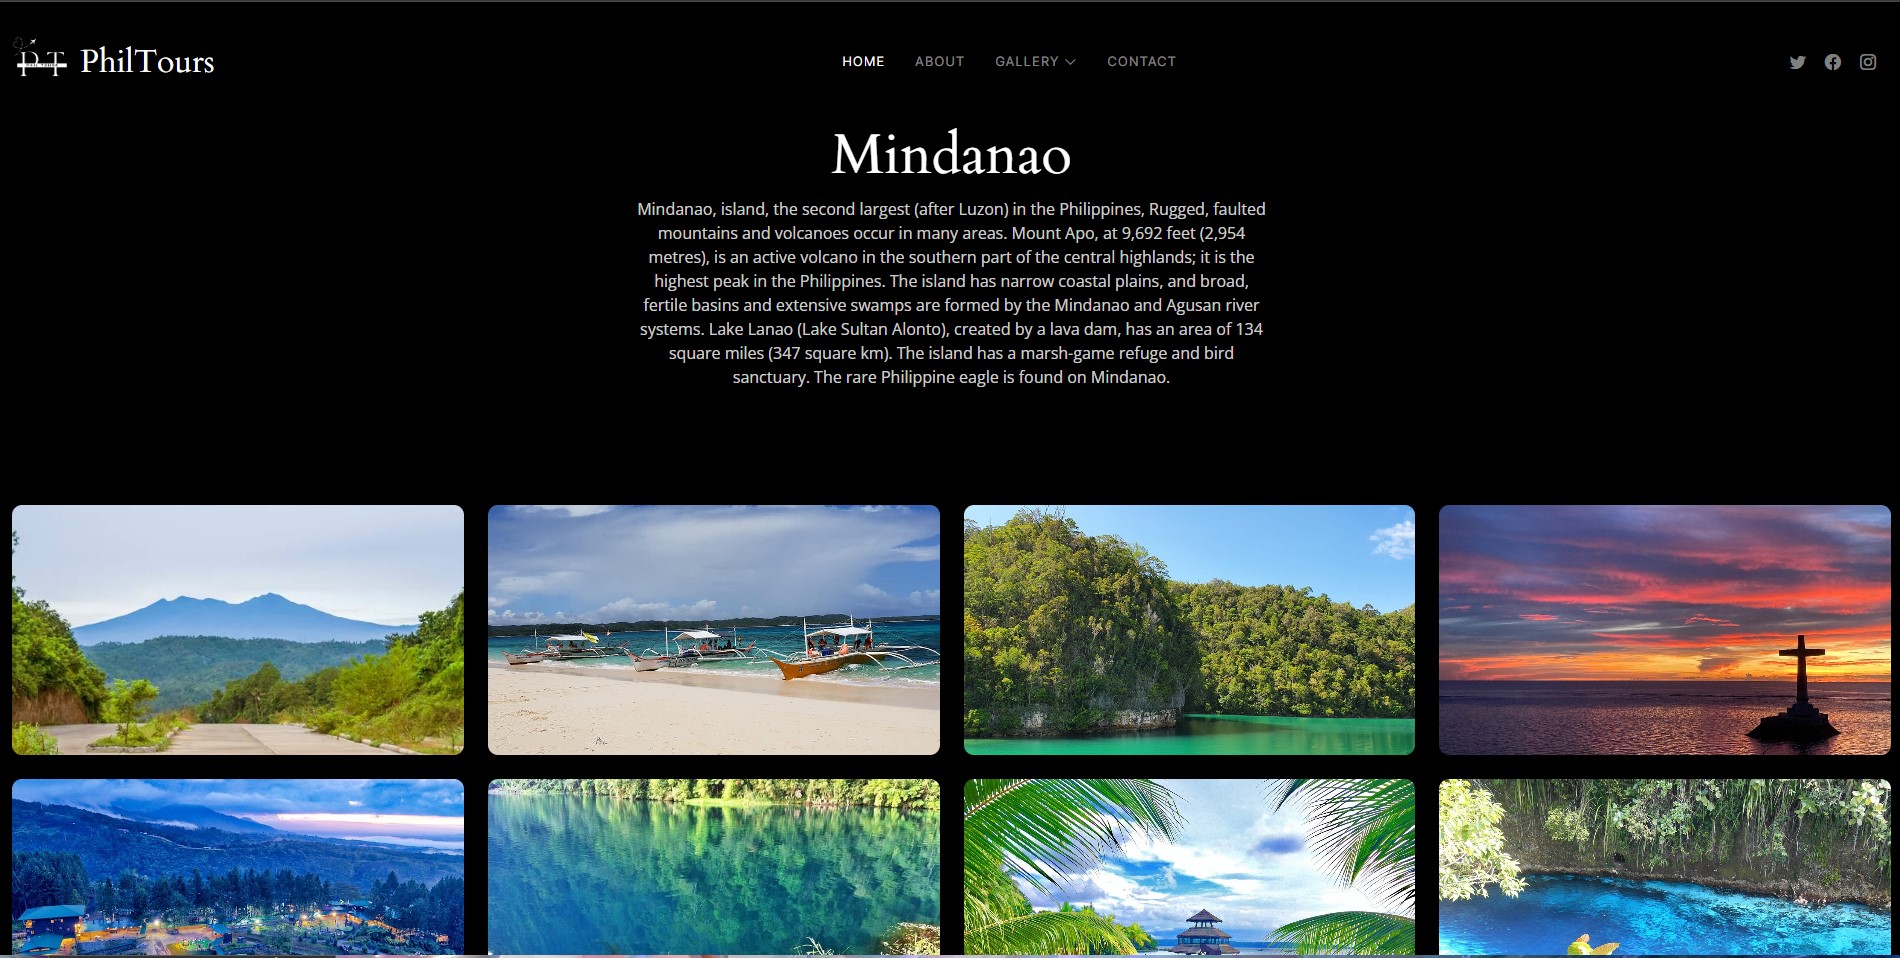 PT PhilTours
HOME ABOUT GALLERY CONTACT
Mindanao
Mindanao, island, the second largest (after Luzon) in the Philippines, Rugged, faulted
mountains and volcanoes occur in many areas. Mount Apo, at 9,692 feet (2,954
metres), is an active volcano in the southern part of the central highlands; it is the
highest peak in the Philippines. The island has narrow coastal plains, and broad,
fertile basins and extensive swamps are formed by the Mindanao and Agusan river
systems. Lake Lanao (Lake Sultan Alonto), created by a lava dam, has an area of 134
square miles (347 square km). The island has a marsh-game refuge and bird
sanctuary. The rare Philippine eagle is found on Mindanao.